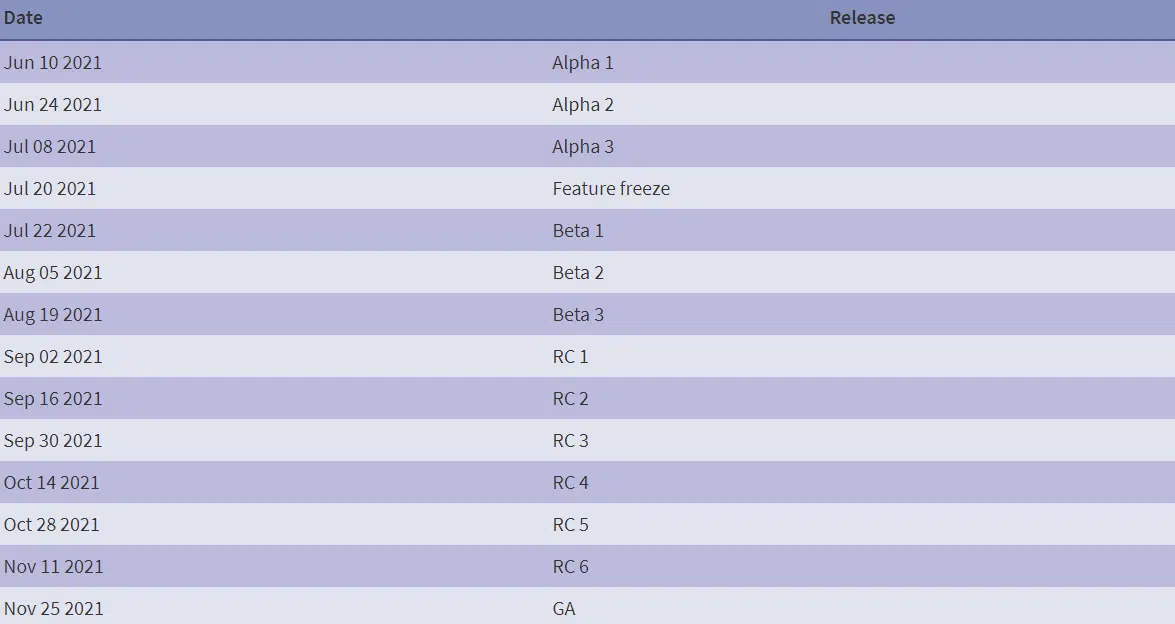 Date Release
Jun 10 2021 Alpha 1
Jun 24 2021 Alpha 2
Jul 08 2021 Alpha 3
Jul 20 2021 Feature freeze
Jul 22 2021 Beta 1
Aug 05 2021 Beta 2
Aug 19 2021 Beta 3
Sep 02 2021 RC 1
Sep 16 2021 RC 2
Sep 30 2021 RC 3
Oct 14 2021 RC 4
Oct 28 2021 RC 5
Nov 11 2021 RC 6
Nov 25 2021 GA